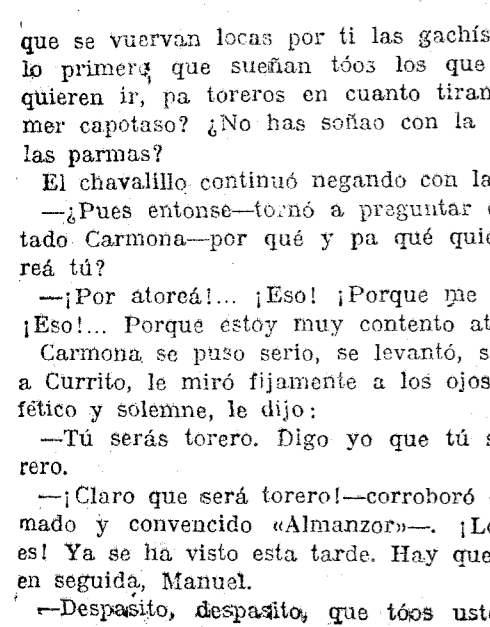 que se vuervan locas por ti las gachís
lo primero que sueñan tóos los que
quieren ir, pa toreros en cuanto tiran
mer capotaso? ¿No has soñao con la
las parmas?
El chavalillo continuó negando con la
—¿Pues entonse—tornó a preguntar
tado Carmona—por qué y pa qué quie
reá tú?
—¡Por atoreá!... ¡Eso! ¡Porque me
¡Eso!... Porque estoy muy contento at
Carmona se puso serio, se levantó, s
a Currito, le miró fijamente a los ojos
fético y solemne, le dijo:
—Tú serás torero. Digo yo que tú s
rero.
—¡Claro que será torero!—corroboró
mado y convencido «Almanzor»—. ¡L
es! Ya se ha visto esta tarde. Hay que
en seguida, Manuel.
—Despasito, despasito, que tóos uste